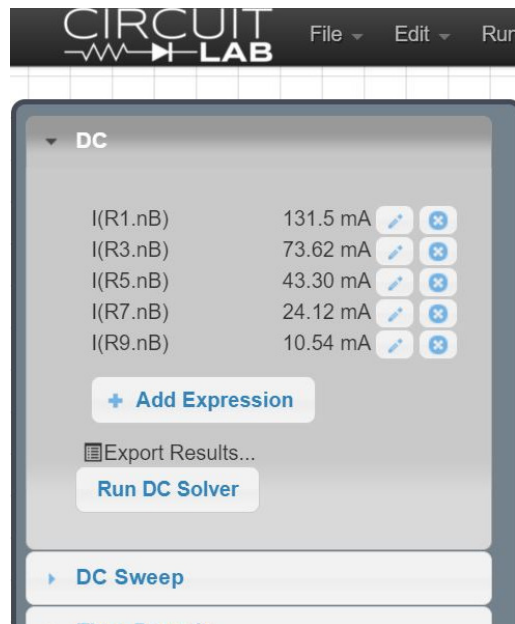 CIRCUIT
LAB
File Edit Run
DC
I(R1.nB) 131.5 mA
I(R3.nB) 73.62 mA
I(R5.nB) 43.30 mA
I(R7.nB) 24.12 mA
I(R9.nB) 10.54 mA
+ Add Expression
Export Results...
Run DC Solver
DC Sweep